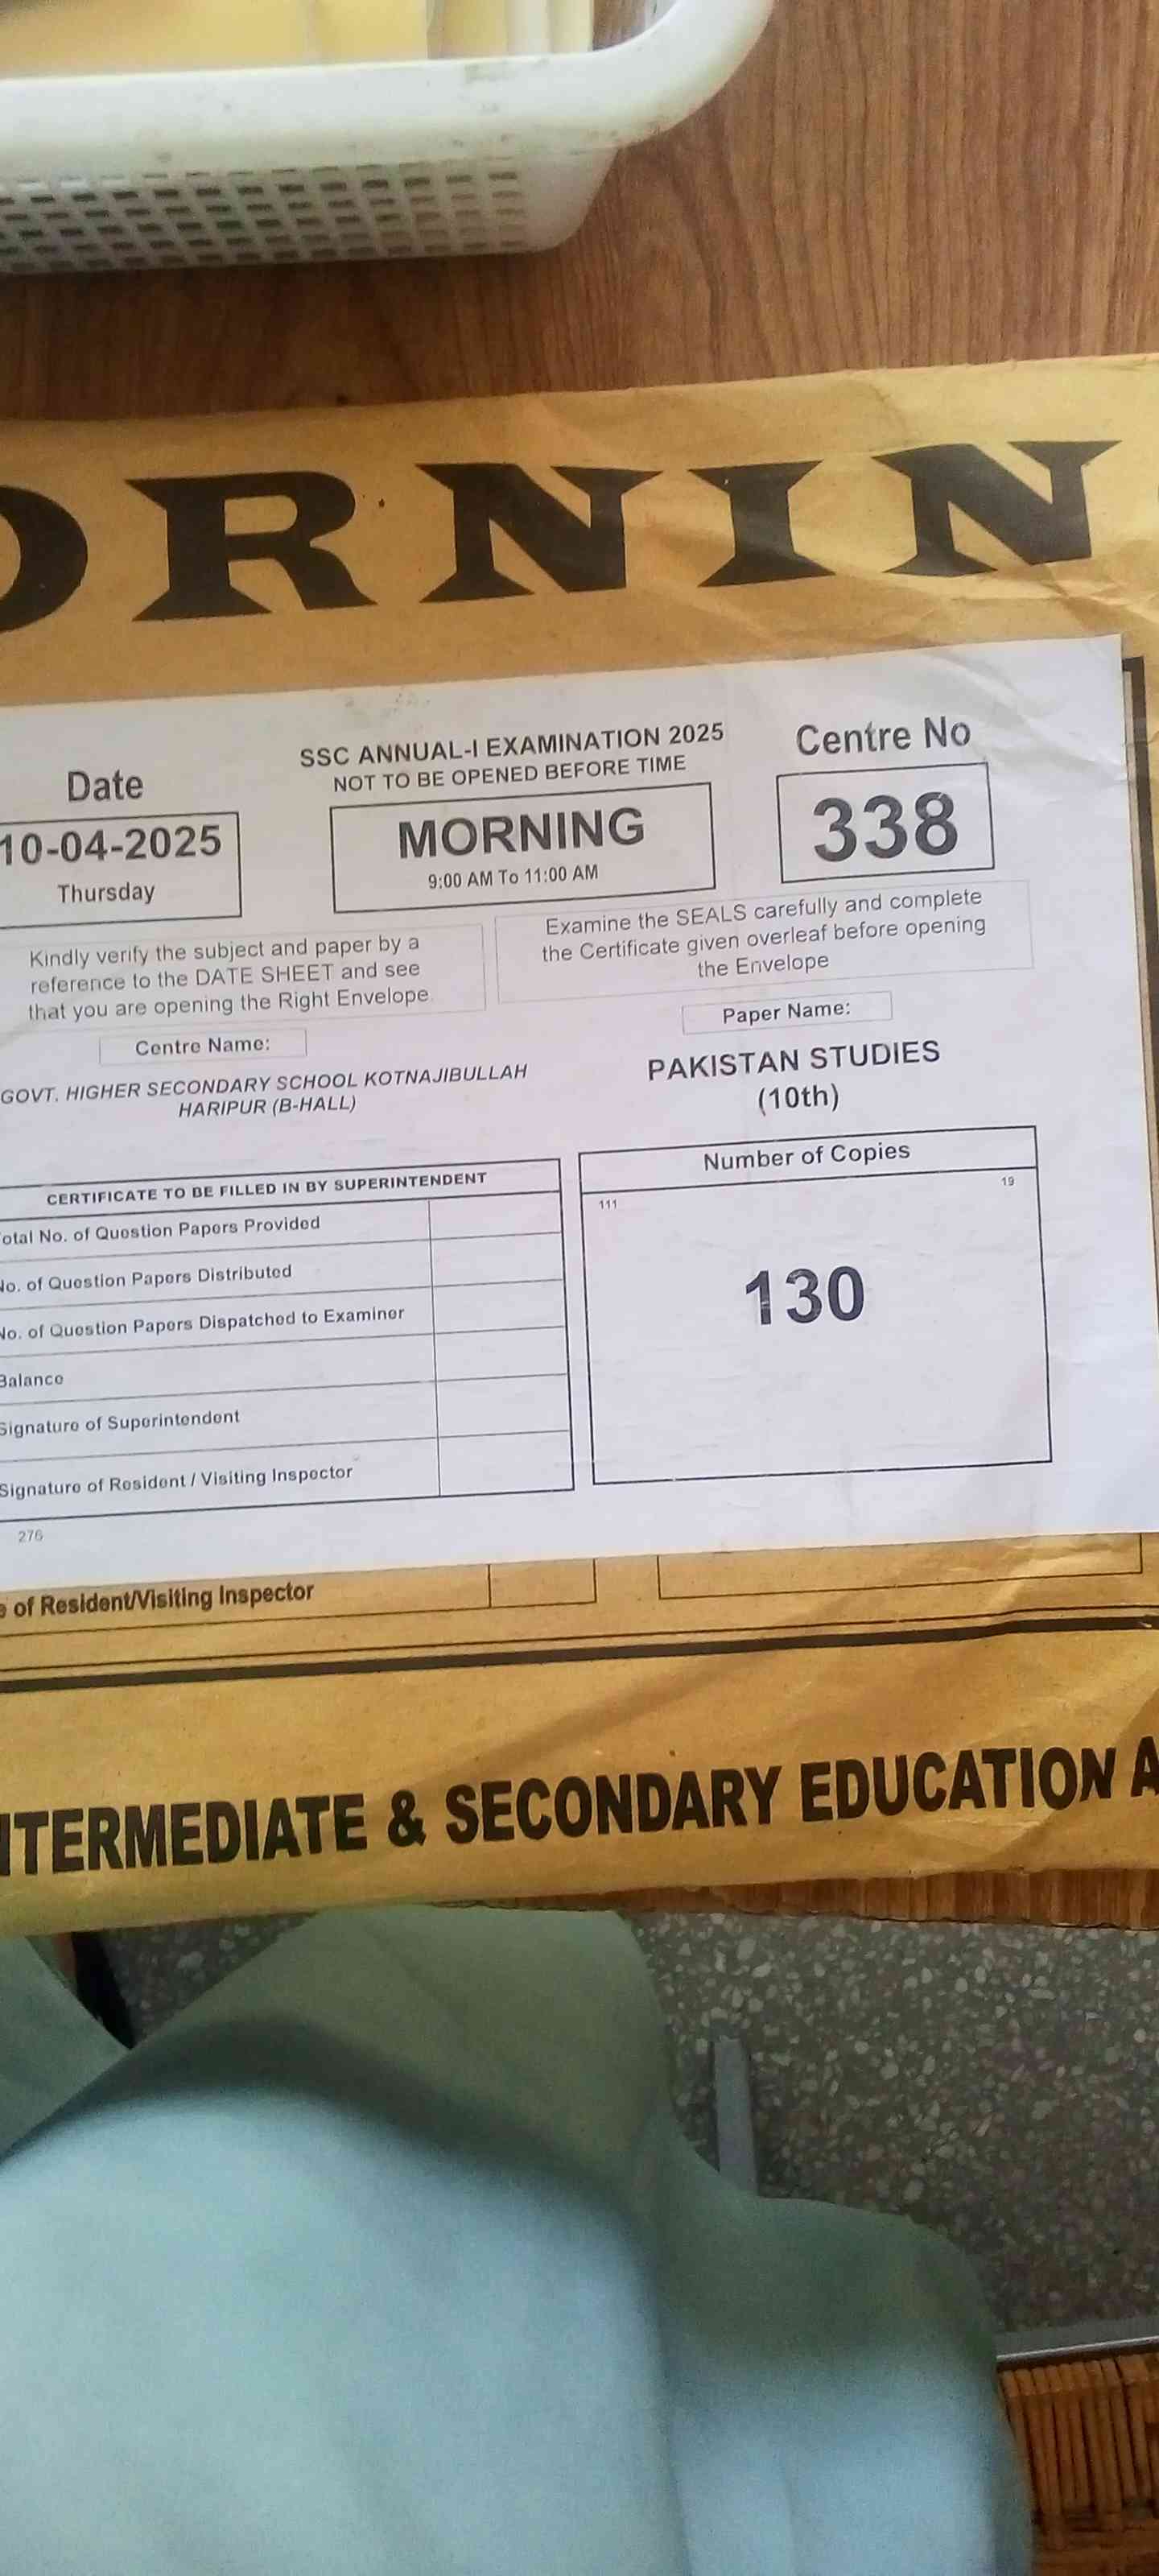 ORNIN
SSC ANNUAL-I EXAMINATION 2025
NOT TO BE OPENED BEFORE TIME
Date
10-04-2025
Thursday
MORNING
9:00 AM To 11:00 AM
Centre No
338
Kindly verify the subject and paper by a
reference to the DATE SHEET and see
that you are opening the Right Envelope
Examine the SEALS carefully and complete
the Certificate given overleaf before opening
the Envelope
Centre Name:
GOVT. HIGHER SECONDARY SCHOOL KOTNAJIBULLAH
HARIPUR (B-HALL)
Paper Name:
PAKISTAN STUDIES
(10th)
CERTIFICATE TO BE FILLED IN BY SUPERINTENDENT
otal No. of Question Papers Provided
No. of Question Papers Distributed
No. of Question Papers Dispatched to Examiner
Balance
Signature of Superintendent
Signature of Resident / Visiting Inspector
Number of Copies
111
19
130
276
e of Resident/Visiting Inspector
NTERMEDIATE & SECONDARY EDUCATION A